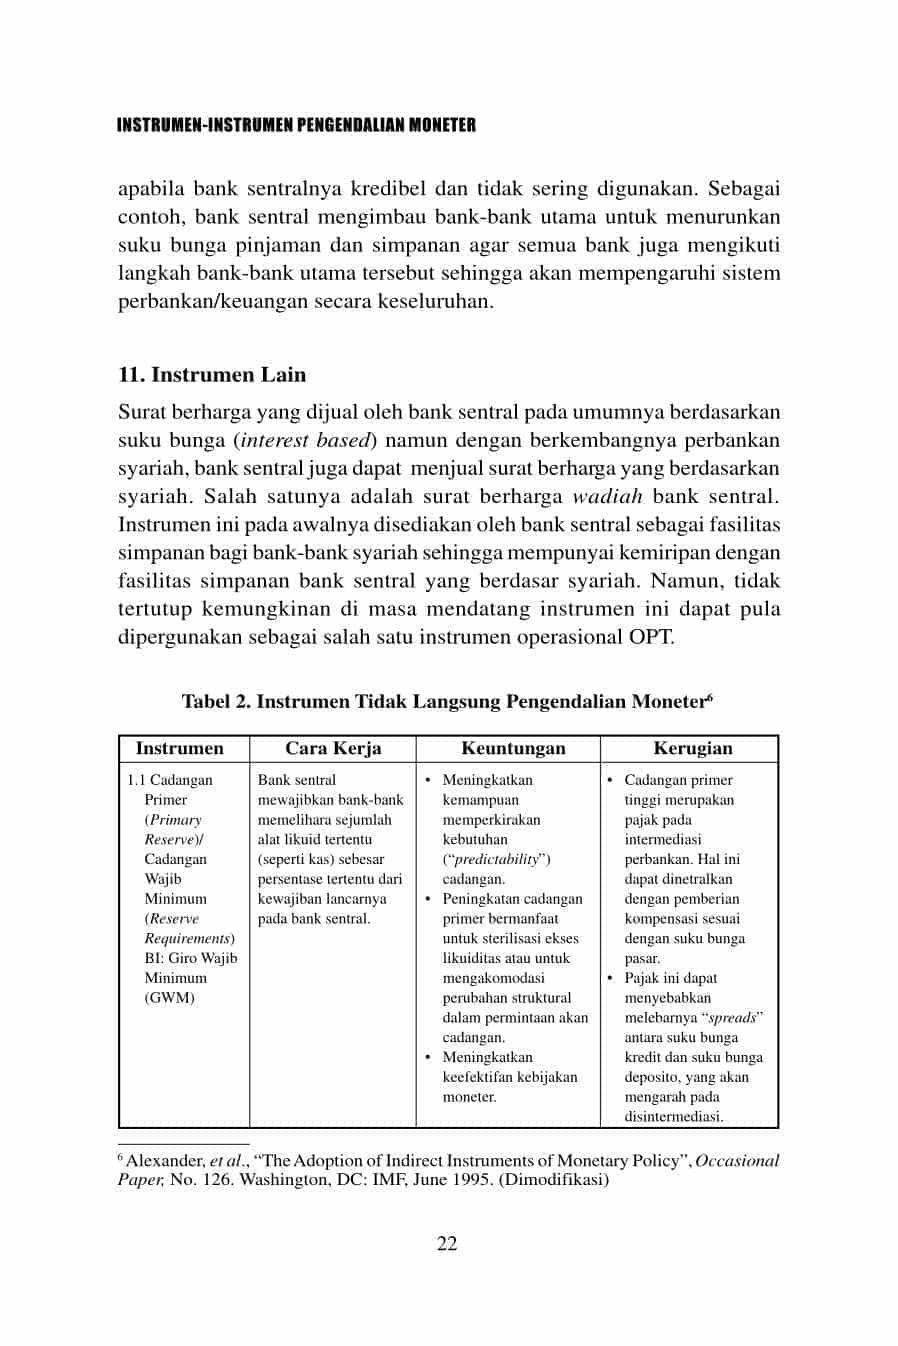 INSTRUMEN-INSTRUMEN PENGENDALIAN MONETER
apabila bank sentralnya kredibel dan tidak sering digunakan. Sebagai
contoh, bank sentral mengimbau bank-bank utama untuk menurunkan
suku bunga pinjaman dan simpanan agar semua bank juga mengikuti
langkah bank-bank utama tersebut sehingga akan mempengaruhi sistem
perbankan/keuangan secara keseluruhan.
11. Instrumen Lain
Surat berharga yang dijual oleh bank sentral pada umumnya berdasarkan
suku bunga (interest based) namun dengan berkembangnya perbankan
syariah, bank sentral juga dapat menjual surat berharga yang berdasarkan
syariah. Salah satunya adalah surat berharga wadiah bank sentral.
Instrumen ini pada awalnya disediakan oleh bank sentral sebagai fasilitas
simpanan bagi bank-bank syariah sehingga mempunyai kemiripan dengan
fasilitas simpanan bank sentral yang berdasar syariah. Namun, tidak
tertutup kemungkinan di masa mendatang instrumen ini dapat pula
dipergunakan sebagai salah satu instrumen operasional OPT.
Tabel 2. Instrumen Tidak Langsung Pengendalian Moneter⁶
Instrumen
Cara Kerja
Keuntungan
Kerugian
1.1 Cadangan
Primer
(Primary
Reserve)/
Cadangan
Wajib
Minimum
(Reserve
Requirements)
BI: Giro Wajib
Minimum
(GWM)
Bank sentral
mewajibkan bank-bank
memelihara sejumlah
alat likuid tertentu
(seperti kas) sebesar
persentase tertentu dari
kewajiban lancarnya
pada bank sentral.
• Meningkatkan
kemampuan
memperkirakan
kebutuhan
(“predictability”)
cadangan.
• Peningkatan cadangan
primer bermanfaat
untuk sterilisasi ekses
likuiditas atau untuk
mengakomodasi
perubahan struktural
dalam permintaan akan
cadangan.
• Meningkatkan
keefektifan kebijakan
moneter.
• Cadangan primer
tinggi merupakan
pajak pada
intermediasi
perbankan. Hal ini
dapat dinetralkan
dengan pemberian
kompensasi sesuai
dengan suku bunga
pasar.
• Pajak ini dapat
menyebabkan
melebarnya “spreads”
antara suku bunga
kredit dan suku bunga
deposito, yang akan
mengarah pada
disintermediasi.
⁶ Alexander, et al., “The Adoption of Indirect Instruments of Monetary Policy”, Occasional
Paper, No. 126. Washington, DC: IMF, June 1995. (Dimodifikasi)
22